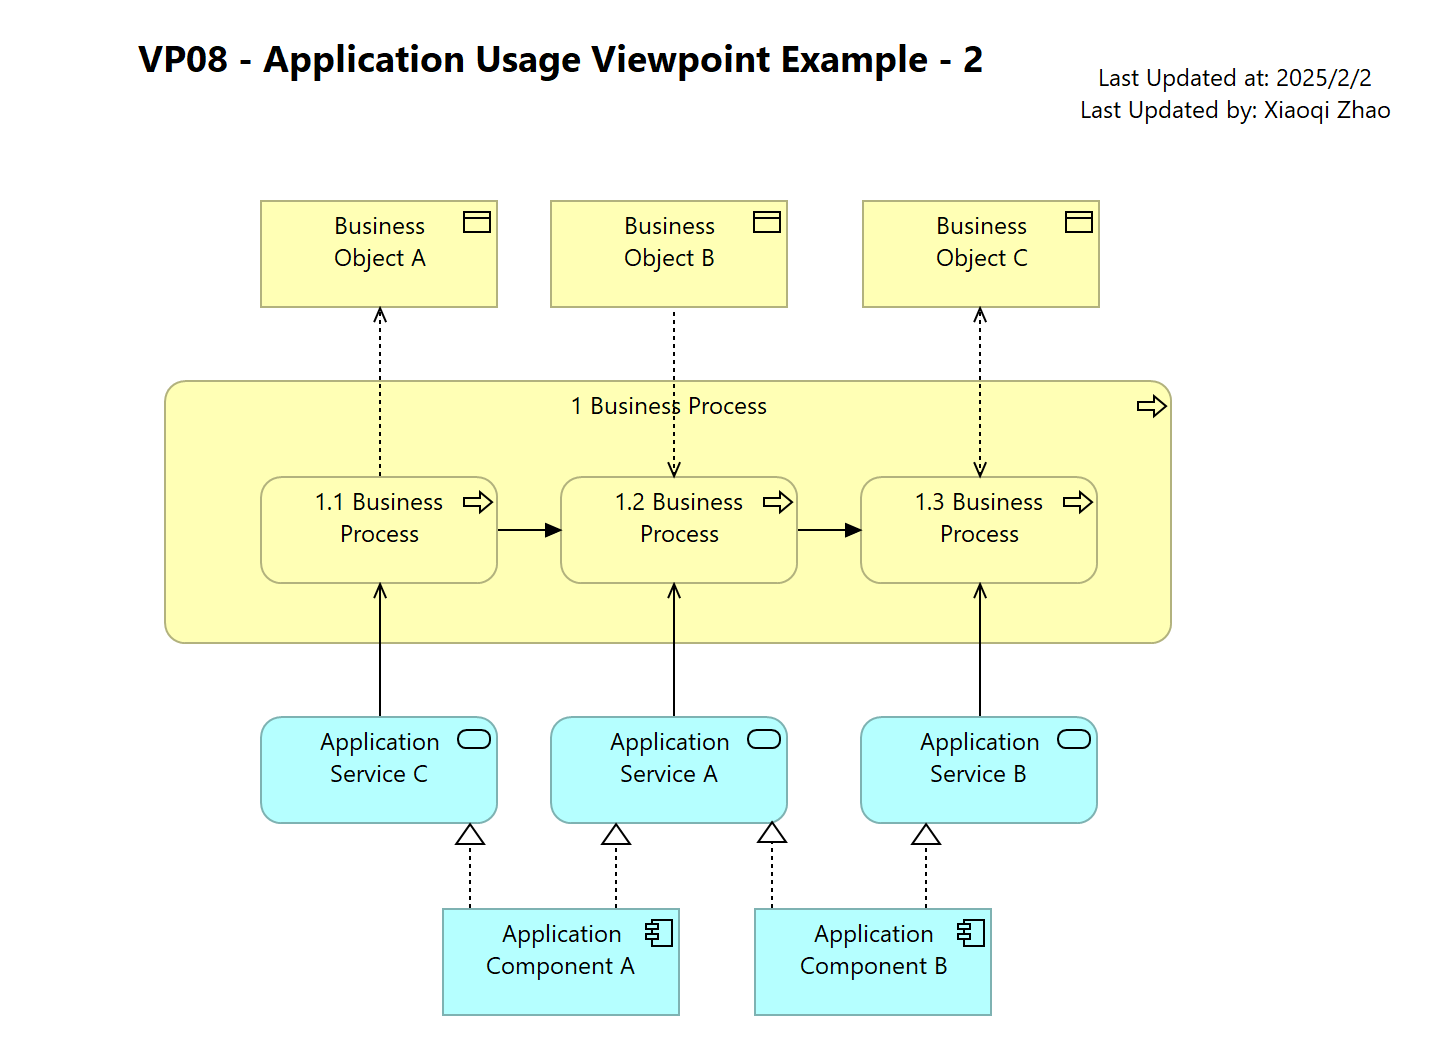 VP08 - Application Usage Viewpoint Example - 2
Last Updated at: 2025/2/2
Last Updated by: Xiaoqi Zhao
Business
Object A
Business
Object B
Business
Object C
1 Business Process
1.1 Business
Process
1.2 Business
Process
1.3 Business
Process
Application
Service C
Application
Service A
Application
Service B
Application
Component A
Application
Component B